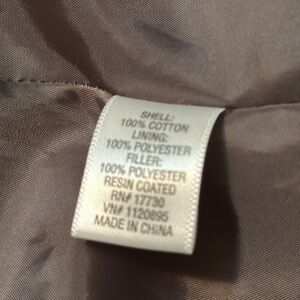 SHELL:
100% COTTON
LINING:
100% POLYESTER
FILLER:
100% POLYESTER
RESIN COATED
RN# 17730
VN# 1120895
MADE IN CHINA